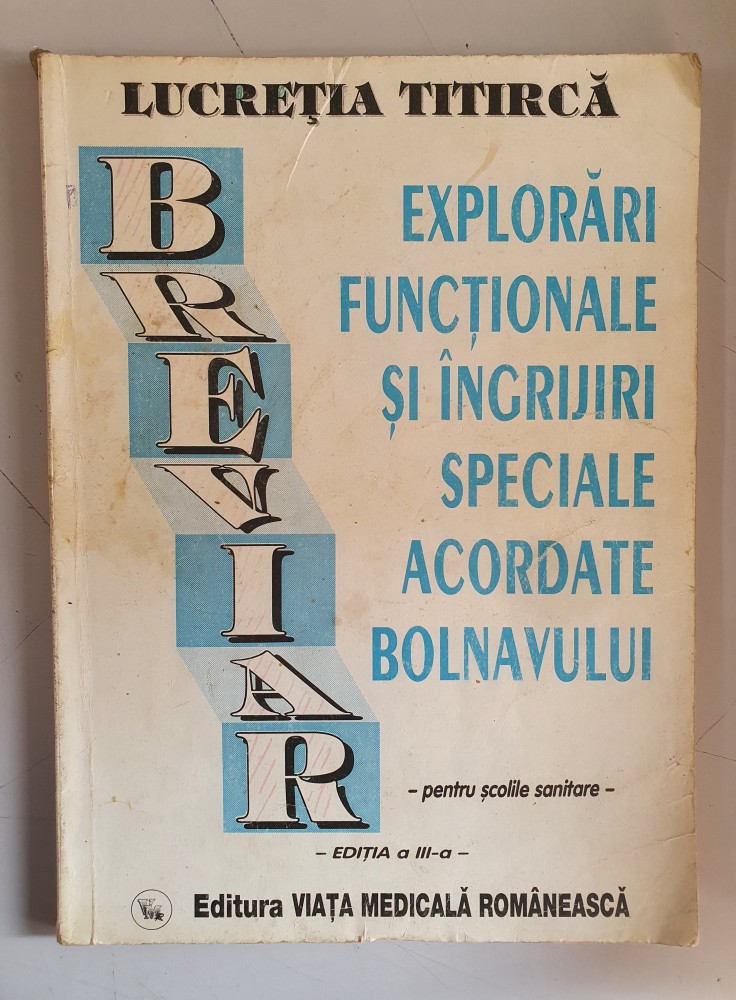 LUCREȚIA TITIRCĂ
BREVIAR
EXPLORĂRI
FUNCȚIONALE
ȘI ÎNGRIJIRI
SPECIALE
ACORDATE
BOLNAVULUI
– pentru școlile sanitare –
– EDIȚIA a III-a –
Editura VIAȚA MEDICALĂ ROMÂNEASCĂ